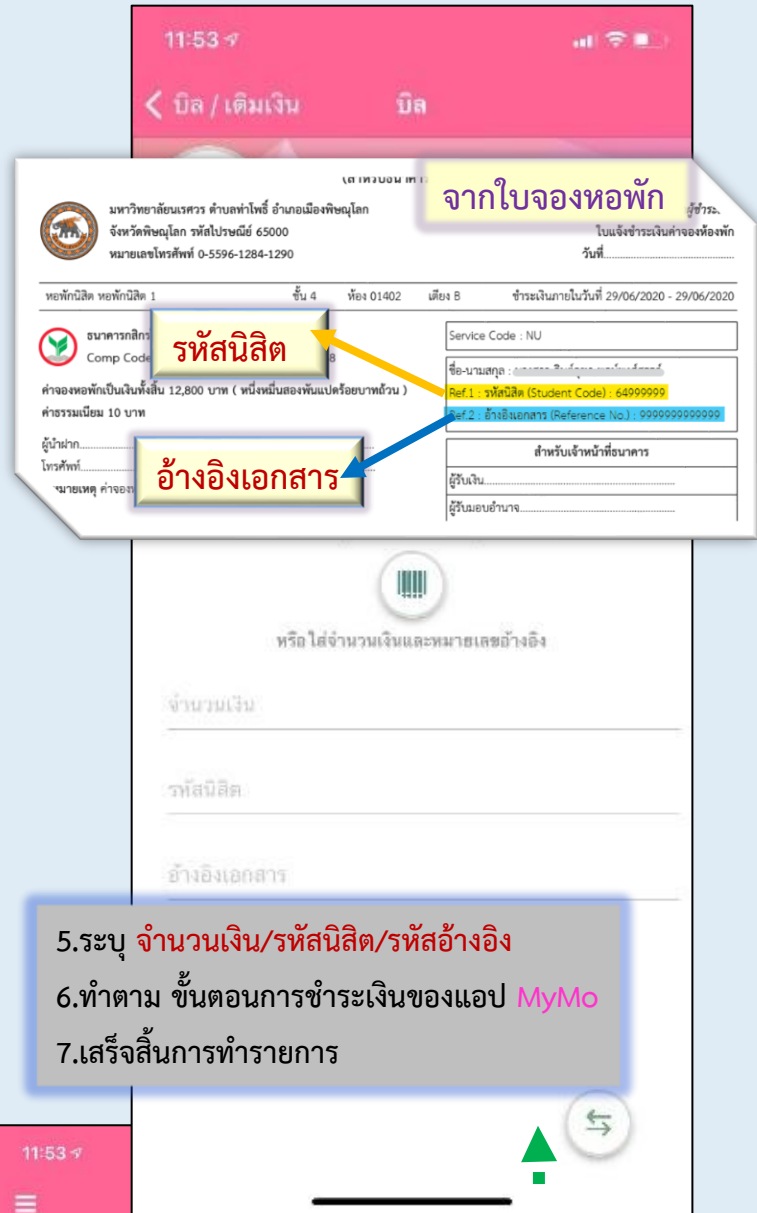 11:53
บิล / เติมเงิน
บิล
จากใบจองหอพัก
มหาวิทยาลัยนเรศวร ตำบลท่าโพธิ์ อำเภอเมืองพิษณุโลก
จังหวัดพิษณุโลก รหัสไปรษณีย์ 65000
ใบแจ้งชำระเงินค่าจองห้องพัก
หมายเลขโทรศัพท์ 0-5596-1284-1290
วันที่
หอพักนิสิต หอพักนิสิต 1 ชั้น 4 ห้อง 01402 เตียง B ชำระเงินภายในวันที่ 29/06/2020 - 29/06/2020
Service Code : NU
Comp Code
รหัสนิสิต
ชื่อ-นามสกุล :
ค่าจองหอพักเป็นเงินทั้งสิ้น 12,800 บาท ( หนึ่งหมื่นสองพันแปดร้อยบาทถ้วน )
Ref.1 : รหัสนิสิต (Student Code) : 64999999
ค่าธรรมเนียม 10 บาท
Ref.2 : อ้างอิงเอกสาร (Reference No.) : 9999999999999
ผู้นำฝาก
สำหรับเจ้าหน้าที่ธนาคาร
โทรศัพท์
อ้างอิงเอกสาร
ผู้รับเงิน
ผู้รับมอบอำนาจ
หรือ ใส่จำนวนเงินและหมายเลขอ้างอิง
จำนวนเงิน
รหัสนิสิต
อ้างอิงเอกสาร
5.ระบุ จำนวนเงิน/รหัสนิสิต/รหัสอ้างอิง
6.ทำตาม ขั้นตอนการชำระเงินของแอป MyMo
7.เสร็จสิ้นการทำรายการ
11:53